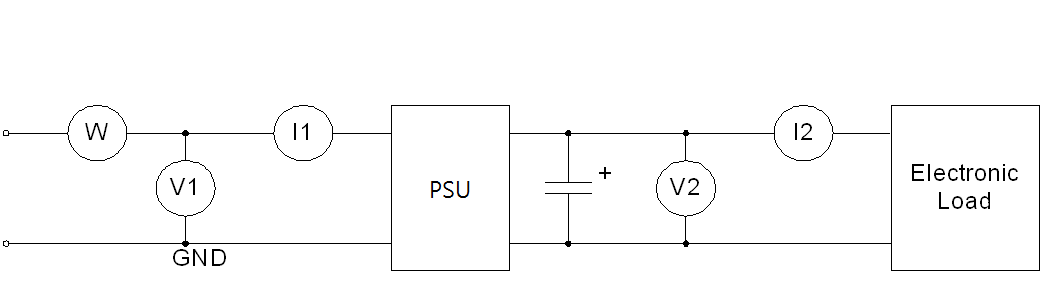 W
I1
I2
V1
V2
+
PSU
Electronic
Load
GND